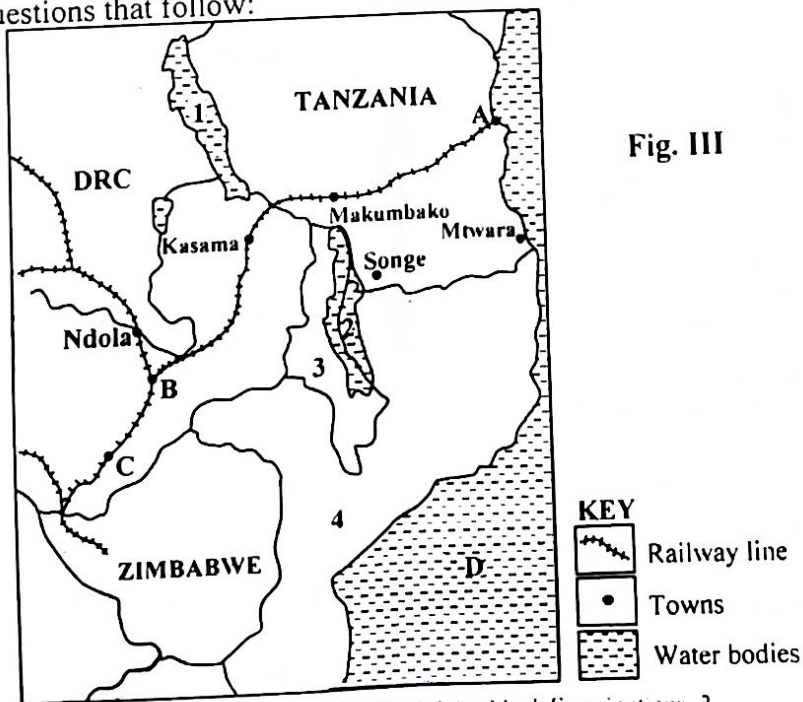 uestions that follow:
TANZANIA
1
A
Fig. III
DRC
Makumbako
Mtwara
Kasama
Songe
Ndola
2
3
B
C
4
KEY
D
Railway line
ZIMBABWE
Towns
Water bodies